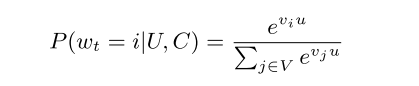 P(w_t = i|U, C) = \frac{e^{v_i u}}{\sum_{j \in V} e^{v_j u}}